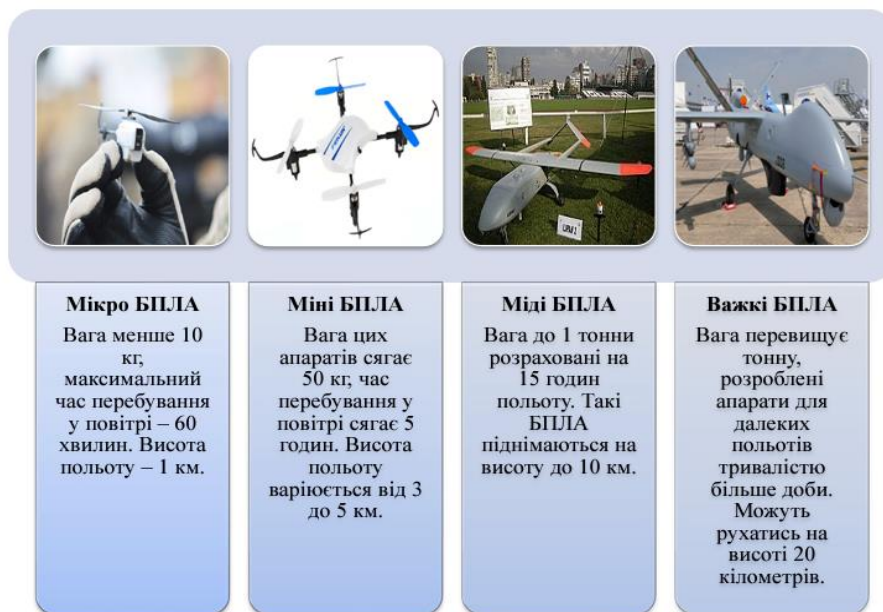 Мікро БПЛА
Вага менше 10
кг,
максимальний
час перебування
у повітрі – 60
хвилин. Висота
польоту – 1 км.
Міні БПЛА
Вага цих
апаратів сягає
50 кг, час
перебування у
повітрі сягає 5
годин. Висота
польоту
варіюється від 3
до 5 км.
Міді БПЛА
Вага до 1 тонни
розраховані на
15 годин
польоту. Такі
БПЛА
піднімаються на
висоту до 10 км.
Важкі БПЛА
Вага перевищує
тонну,
розроблені
апарати для
далеких
польотів
тривалістю
більше доби.
Можуть
рухатись на
висоті 20
кілометрів.